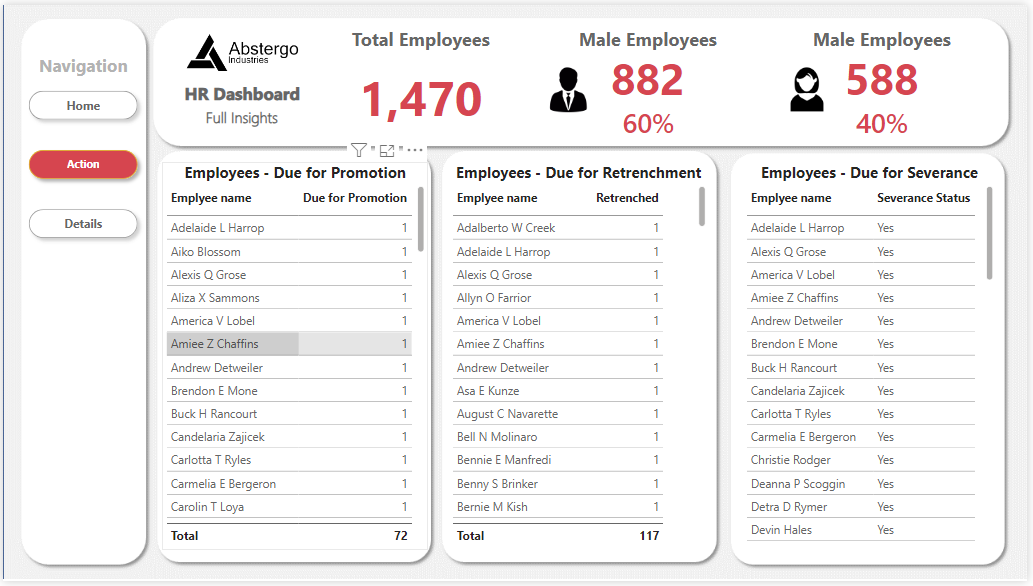 Navigation
Home
Action
Details
Abstergo
Industries
HR Dashboard
Full Insights
Total Employees
1,470
Male Employees
882
60%
Male Employees
588
40%
Employees - Due for Promotion
Emplyee name Due for Promotion
Adelaide L Harrop 1
Aiko Blossom 1
Alexis Q Grose 1
Aliza X Sammons 1
America V Lobel 1
Amiee Z Chaffins 1
Andrew Detweiler 1
Brendon E Mone 1
Buck H Rancourt 1
Candelaria Zajicek 1
Carlotta T Ryles 1
Carmelia E Bergeron 1
Carolin T Loya 1
Total 72
Employees - Due for Retrenchment
Emplyee name Retrenched
Adalberto W Creek 1
Adelaide L Harrop 1
Alexis Q Grose 1
Allyn O Farrior 1
America V Lobel 1
Amiee Z Chaffins 1
Andrew Detweiler 1
Asa E Kunze 1
August C Navarette 1
Bell N Molinaro 1
Bennie E Manfredi 1
Benny S Brinker 1
Bernie M Kish 1
Total 117
Employees - Due for Severance
Emplyee name Severance Status
Adelaide L Harrop Yes
Alexis Q Grose Yes
America V Lobel Yes
Amiee Z Chaffins Yes
Andrew Detweiler Yes
Brendon E Mone Yes
Buck H Rancourt Yes
Candelaria Zajicek Yes
Carlotta T Ryles Yes
Carmelia E Bergeron Yes
Christie Rodger Yes
Deanna P Scoggin Yes
Detra D Rymer Yes
Devin Hales Yes